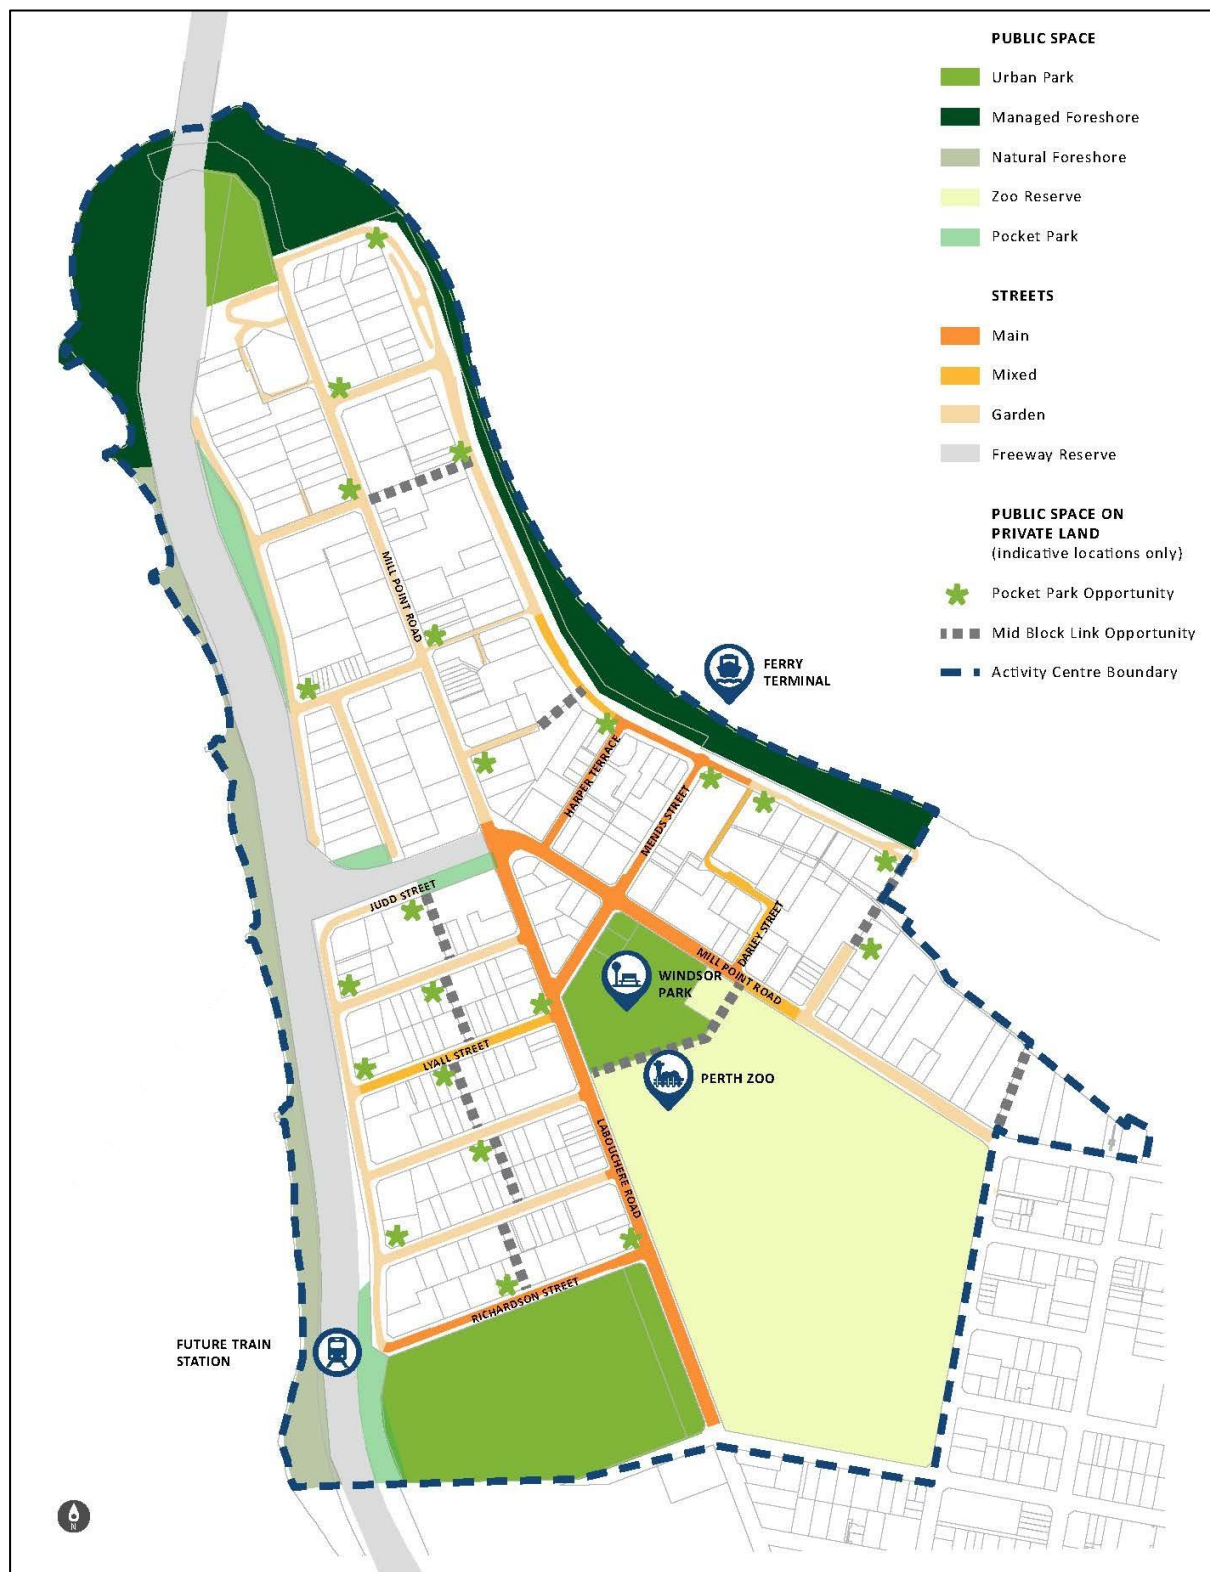 PUBLIC SPACE
Urban Park
Managed Foreshore
Natural Foreshore
Zoo Reserve
Pocket Park
STREETS
Main
Mixed
Garden
Freeway Reserve
PUBLIC SPACE ON
PRIVATE LAND
(indicative locations only)
Pocket Park Opportunity
Mid Block Link Opportunity
Activity Centre Boundary
MILL POINT ROAD
FERRY
TERMINAL
HARPER TERRACE
MENDS STREET
JUDD STREET
DARLEY STREET
MILL POINT ROAD
WINDSOR
PARK
LYALL STREET
PERTH ZOO
LABOUCHERE ROAD
RICHARDSON STREET
FUTURE TRAIN
STATION
N